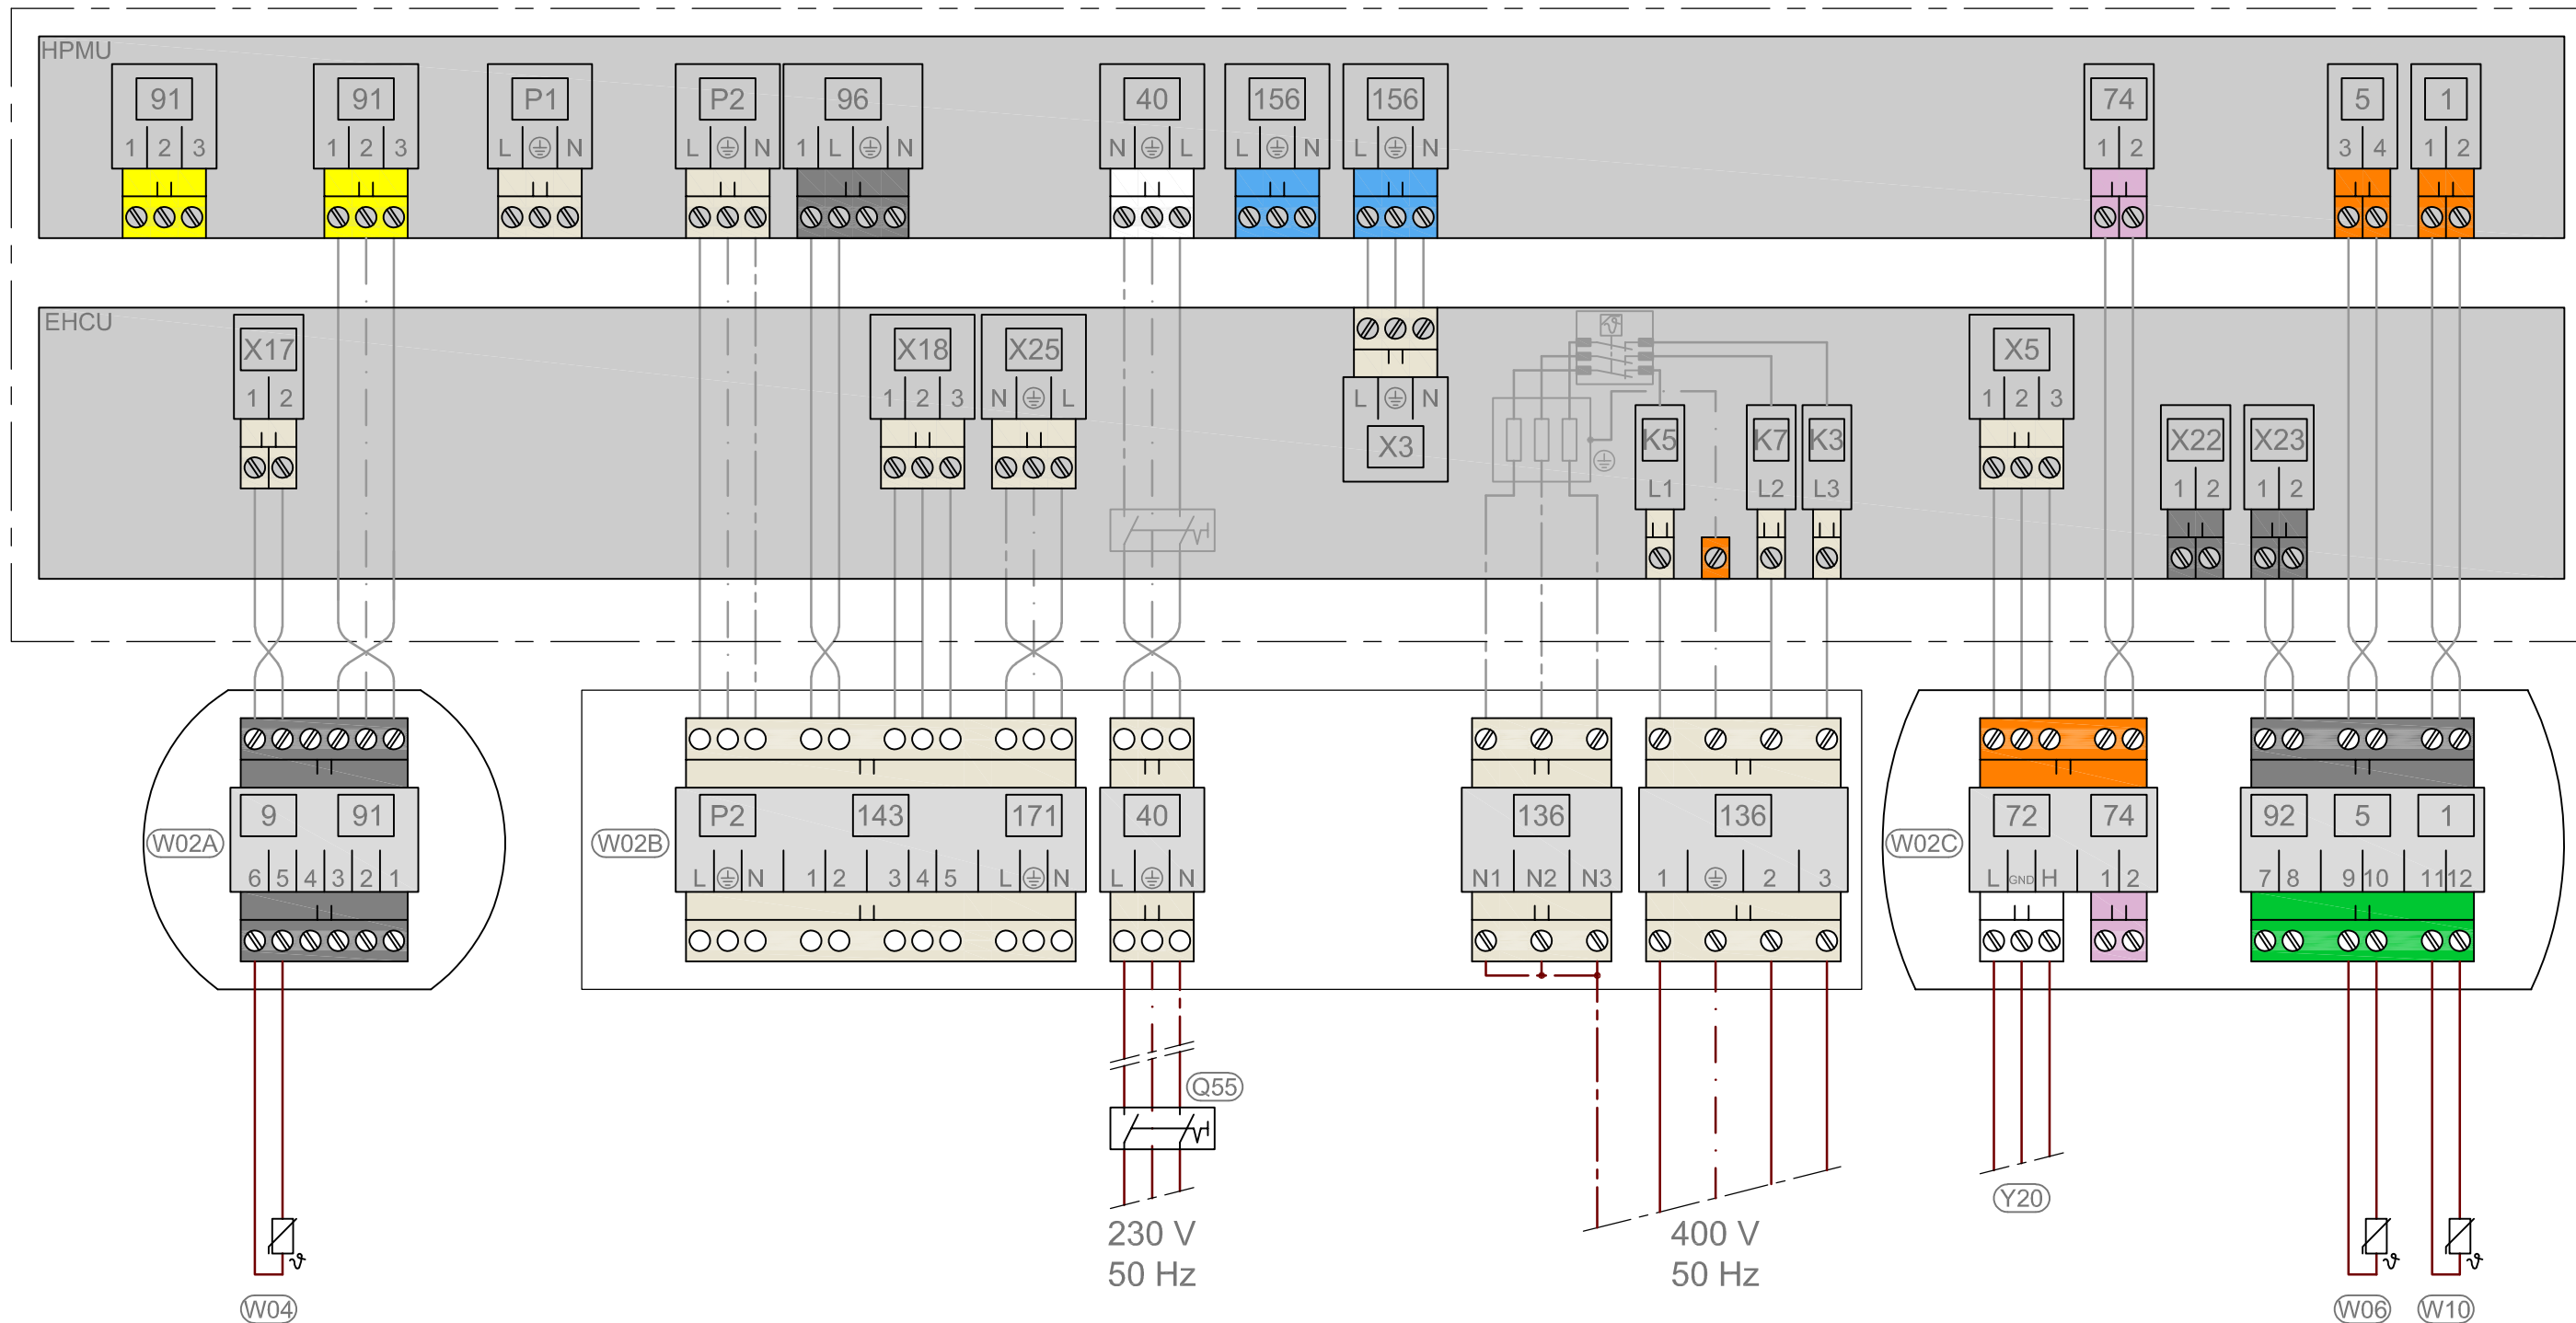 HPMU
91 91 P1 P2 96 40 156 156 74 5 1
1 2 3 1 2 3 L N L N 1 L N N L L N L N 1 2 3 4 1 2
EHCU
X17 X18 X25 X5
1 2 1 2 3 N L L N 1 2 3
X3 K5 K7 K3 X22 X23
L1 L2 L3 1 2 1 2
9 91 P2 143 171 40 136 136 72 74 92 5 1
W02A W02B W02C
6 5 4 3 2 1 L N 1 2 3 4 5 L N L N N1 N2 N3 1 2 3 L GND H 1 2 7 8 9 10 11 12
Q55
Y20
230 V 400 V
50 Hz 50 Hz
ϑ ϑ ϑ
W04 W06 W10